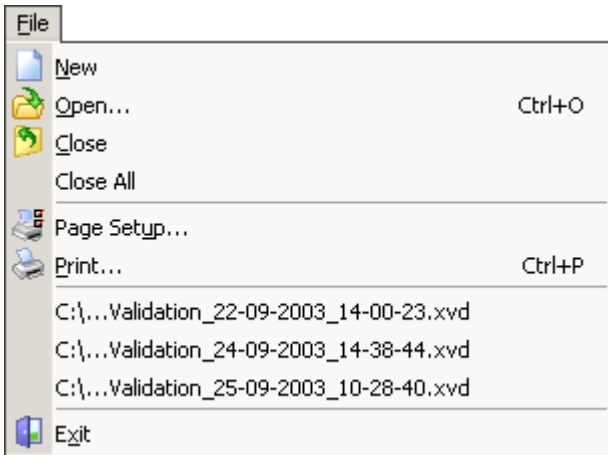 File
New
Open... Ctrl+O
Close
Close All
Page Setup...
Print... Ctrl+P
C:\...Validation_22-09-2003_14-00-23.xvd
C:\...Validation_24-09-2003_14-38-44.xvd
C:\...Validation_25-09-2003_10-28-40.xvd
Exit